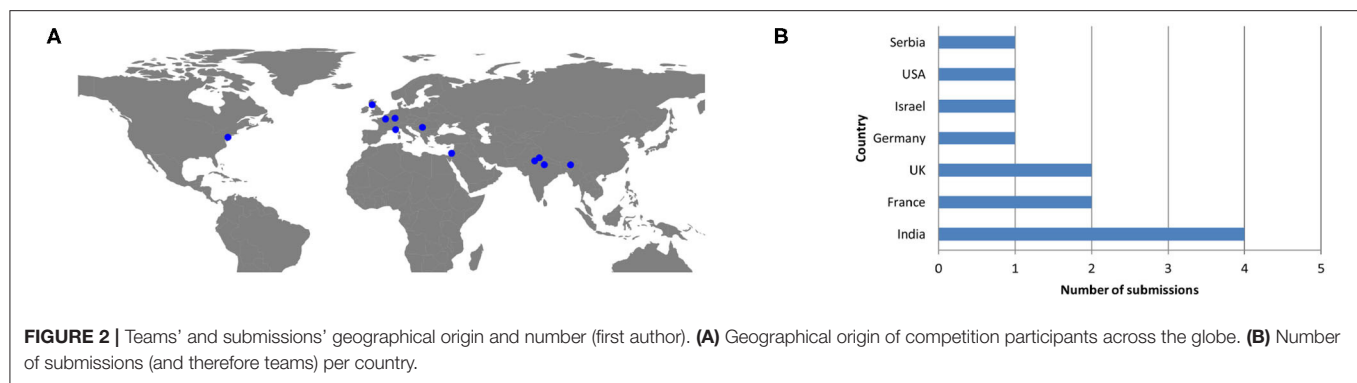 A
B
Serbia
USA
Israel
Germany
UK
France
India
Country
0 1 2 3 4 5
Number of submissions
FIGURE 2 | Teams’ and submissions’ geographical origin and number (first author). (A) Geographical origin of competition participants across the globe. (B) Number
of submissions (and therefore teams) per country.